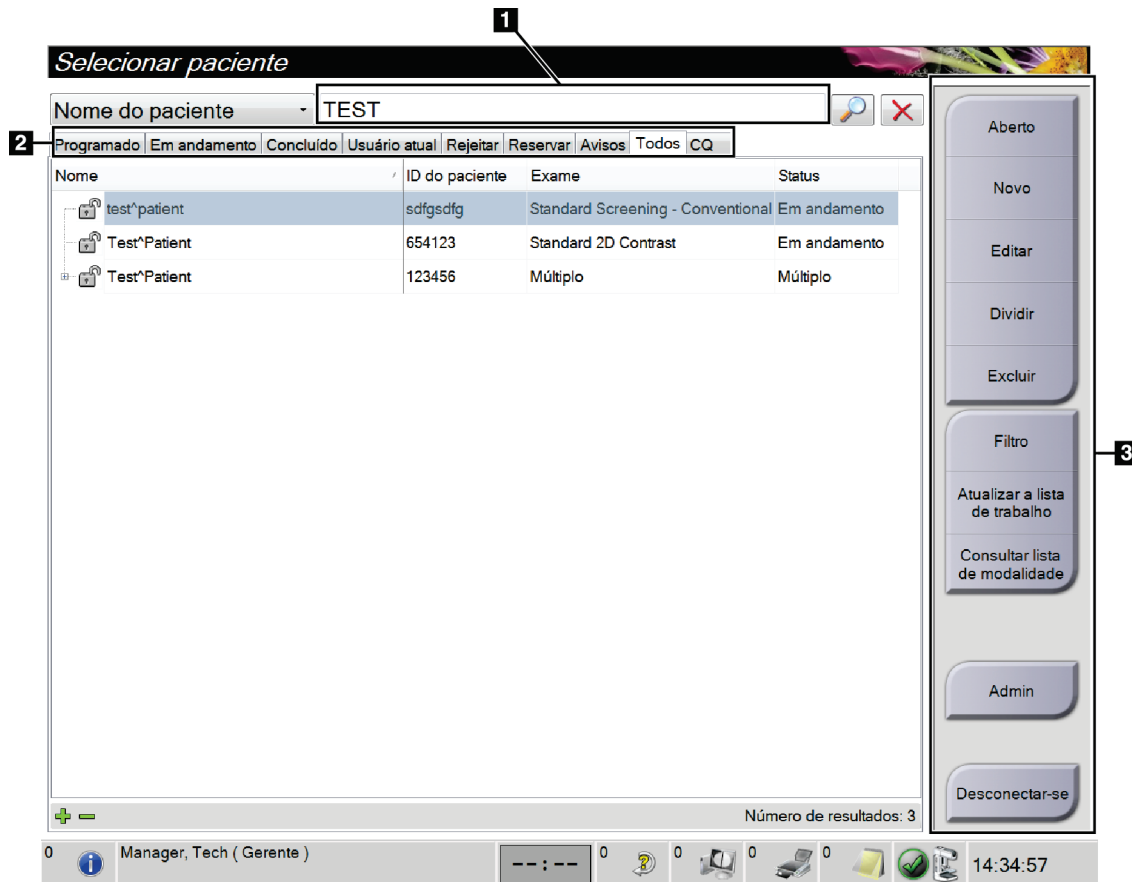 1
Selecionar paciente
Nome do paciente TEST
2
Programado Em andamento Concluído Usuário atual Rejeitar Reservar Avisos Todos CQ
Nome ID do paciente Exame Status
test^patient sdfgsdfg Standard Screening - Conventional Em andamento
Test^Patient 654123 Standard 2D Contrast Em andamento
Test^Patient 123456 Múltiplo Múltiplo
Aberto
Novo
Editar
Dividir
Excluir
Filtro
3
Atualizar a lista
de trabalho
Consultar lista
de modalidade
Admin
Desconectar-se
Número de resultados: 3
0 Manager, Tech ( Gerente ) --:-- 0 0 0 0 14:34:57